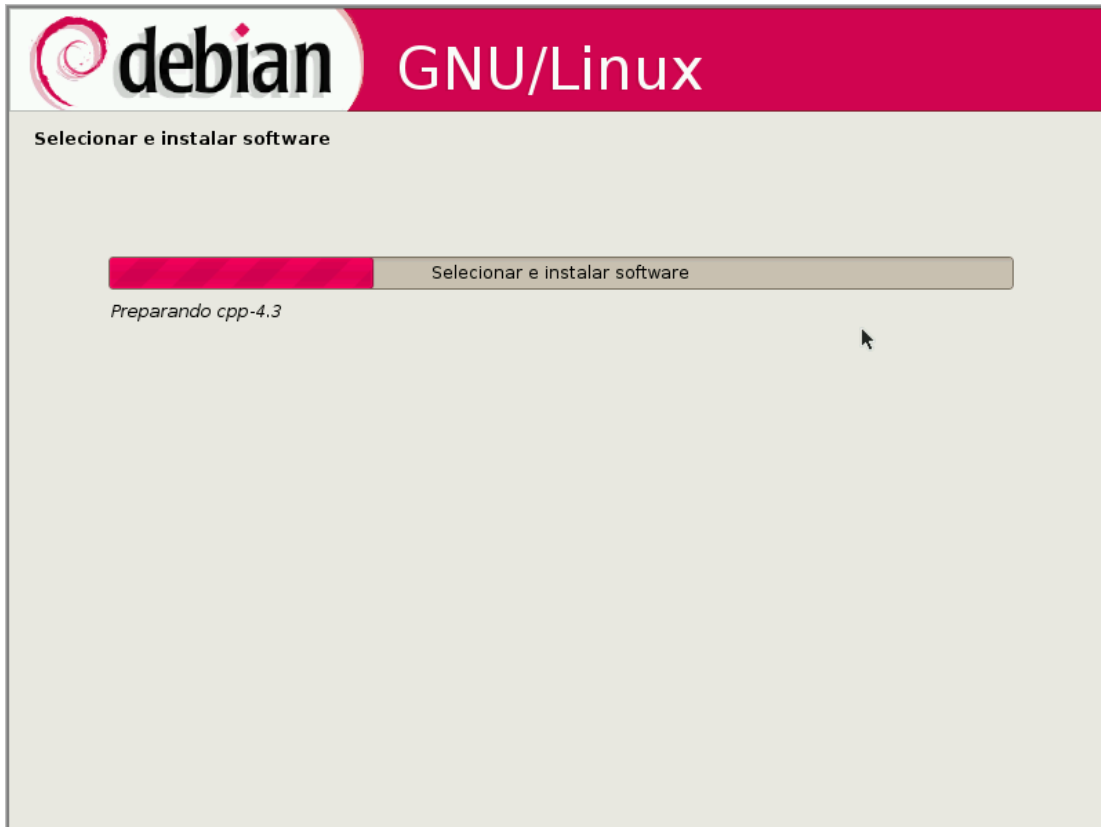 debian GNU/Linux
Selecionar e instalar software
Selecionar e instalar software
Preparando cpp-4.3